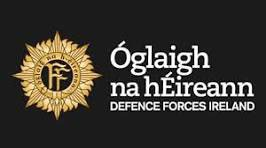 Óglaigh
na hÉireann
DEFENCE FORCES IRELAND